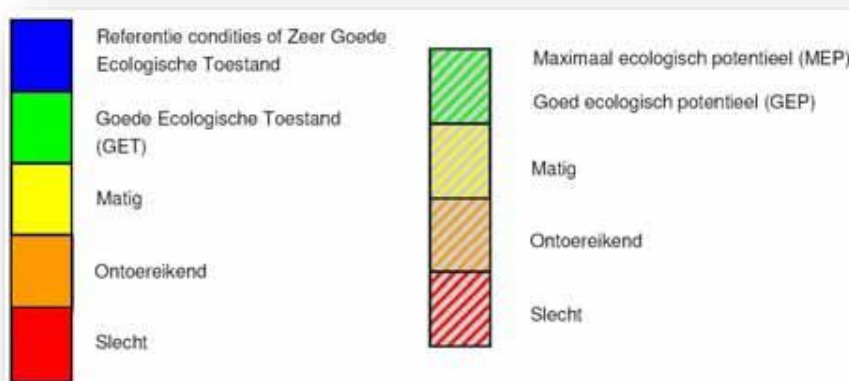 Referentie condities of Zeer Goede
Ecologische Toestand
Goede Ecologische Toestand
(GET)
Matig
Ontoereikend
Slecht
Maximaal ecologisch potentieel (MEP)
Goed ecologisch potentieel (GEP)
Matig
Ontoereikend
Slecht